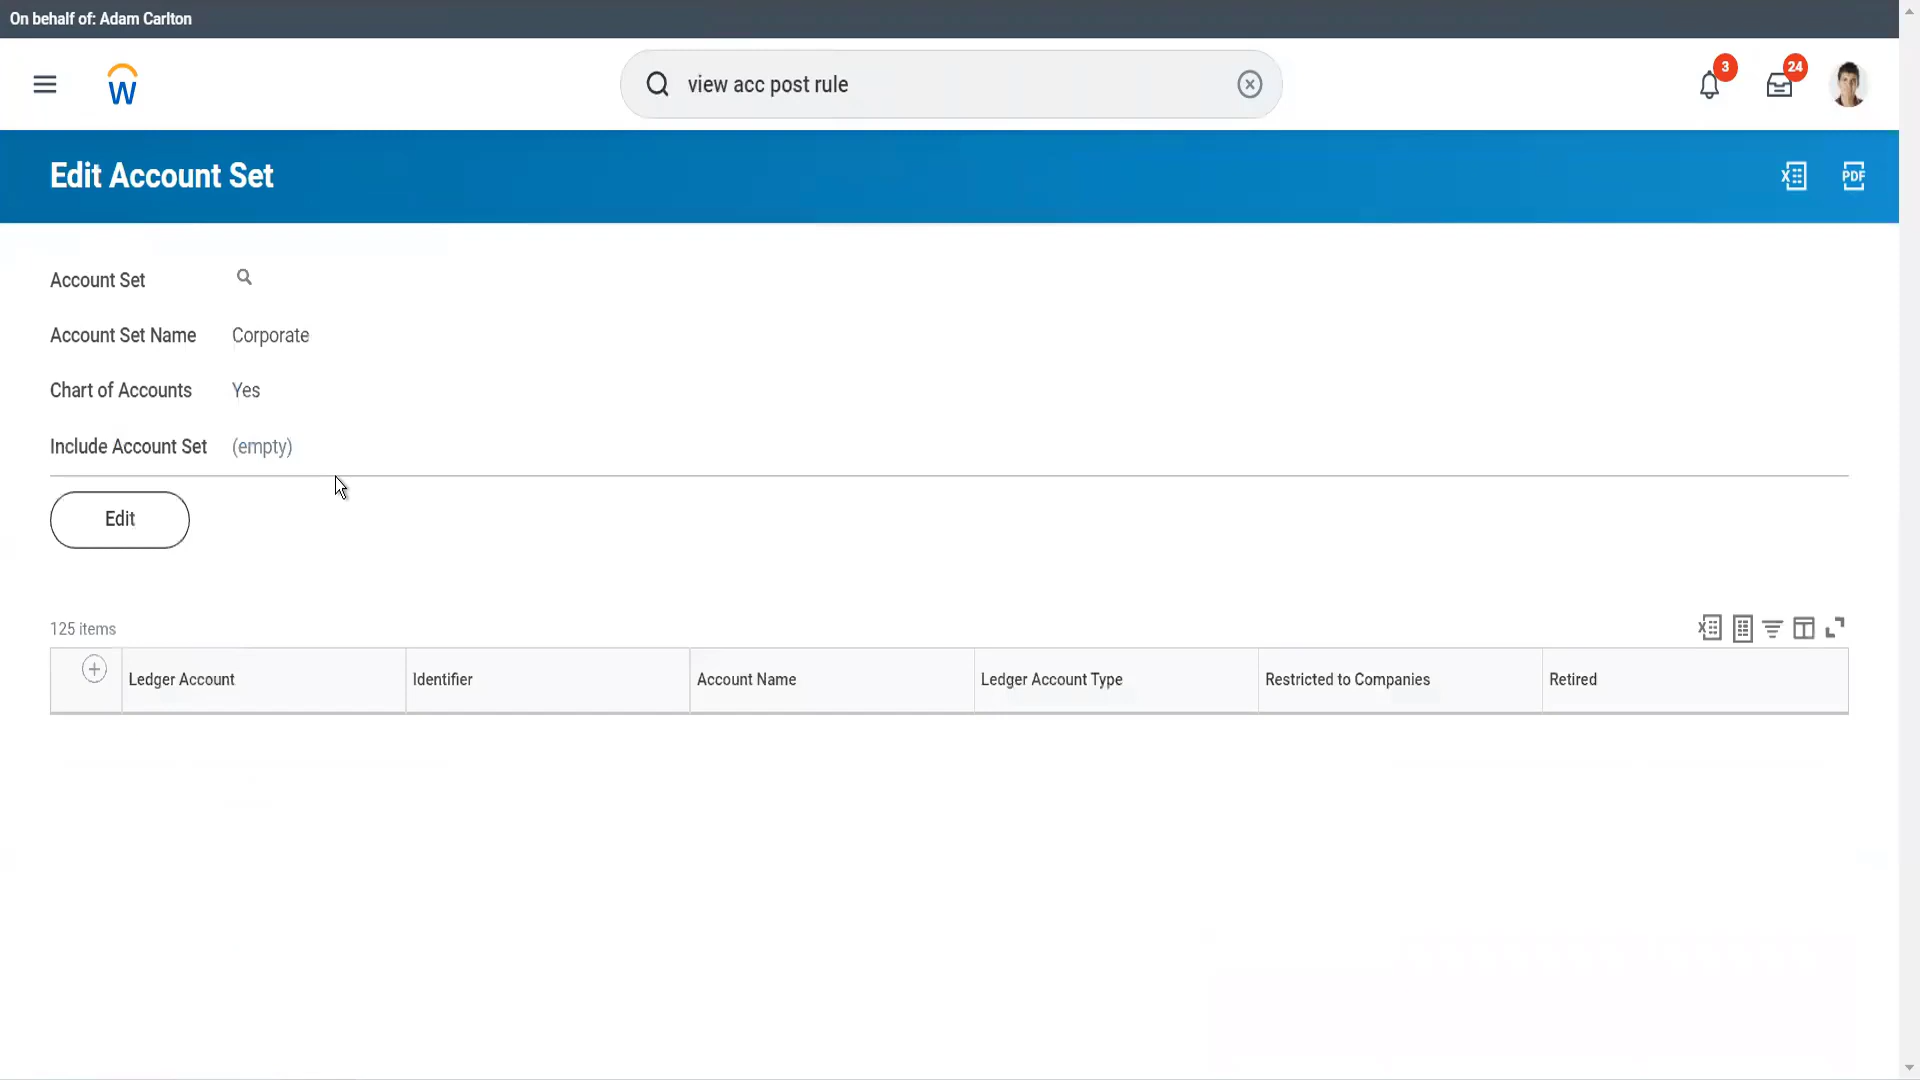 On behalf of: Adam Carlton
view acc post rule
3
24
Edit Account Set
PDF
Account Set
Account Set Name Corporate
Chart of Accounts Yes
Include Account Set (empty)
Edit
125 items
Ledger Account Identifier Account Name Ledger Account Type Restricted to Companies Retired